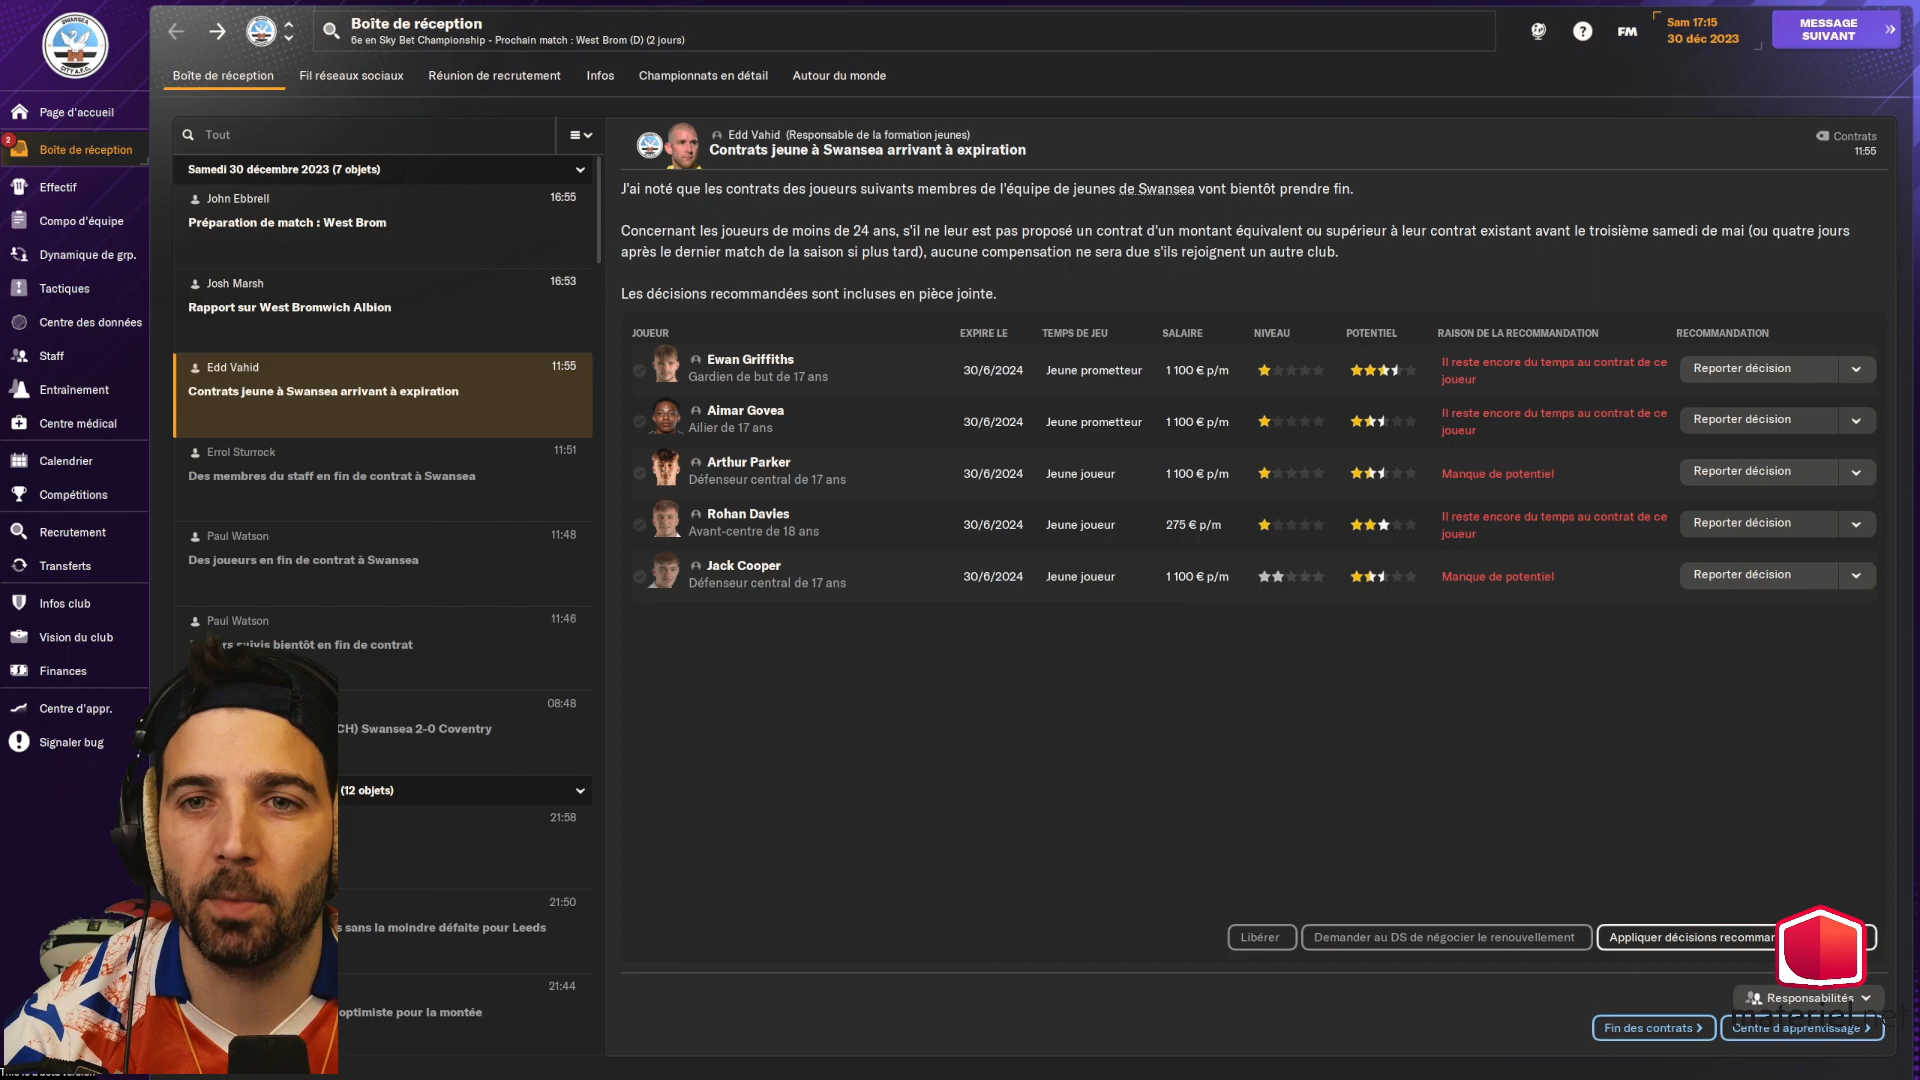 Boîte de réception
6e en Sky Bet Championship - Prochain match : West Brom (D) (2 jours)
FM
Sam 17:15
30 déc 2023
MESSAGE
SUIVANT
Boîte de réception
Fil réseaux sociaux
Réunion de recrutement
Infos
Championnats en détail
Autour du monde
SWANSEA
CITY A.F.C.
Page d'accueil
2
Boîte de réception
Effectif
Compo d'équipe
Dynamique de grp.
Tactiques
Centre des données
Staff
Entraînement
Centre médical
Calendrier
Compétitions
Recrutement
Transferts
Infos club
Vision du club
Finances
Centre d'appr.
Signaler bug
Tout
Samedi 30 décembre 2023 (7 objets)
John Ebbrell
16:55
Préparation de match : West Brom
Josh Marsh
16:53
Rapport sur West Bromwich Albion
Edd Vahid
11:55
Contrats jeune à Swansea arrivant à expiration
Errol Sturrock
11:51
Des membres du staff en fin de contrat à Swansea
Paul Watson
11:48
Des joueurs en fin de contrat à Swansea
Paul Watson
11:46
suivis bientôt en fin de contrat
08:48
CH) Swansea 2-0 Coventry
(12 objets)
21:58
21:50
s sans la moindre défaite pour Leeds
21:44
optimiste pour la montée
Edd Vahid (Responsable de la formation jeunes)
Contrats jeune à Swansea arrivant à expiration
Contrats
11:55
J'ai noté que les contrats des joueurs suivants membres de l'équipe de jeunes de Swansea vont bientôt prendre fin.
Concernant les joueurs de moins de 24 ans, s'il ne leur est pas proposé un contrat d'un montant équivalent ou supérieur à leur contrat existant avant le troisième samedi de mai (ou quatre jours
après le dernier match de la saison si plus tard), aucune compensation ne sera due s'ils rejoignent un autre club.
Les décisions recommandées sont incluses en pièce jointe.
JOUEUR EXPIRE LE TEMPS DE JEU SALAIRE NIVEAU POTENTIEL RAISON DE LA RECOMMANDATION RECOMMANDATION
Ewan Griffiths
Gardien de but de 17 ans
30/6/2024 Jeune prometteur 1 100 € p/m
Il reste encore du temps au contrat de ce
joueur
Reporter décision
Aimar Govea
Ailier de 17 ans
30/6/2024 Jeune prometteur 1 100 € p/m
Il reste encore du temps au contrat de ce
joueur
Reporter décision
Arthur Parker
Défenseur central de 17 ans
30/6/2024 Jeune joueur 1 100 € p/m
Manque de potentiel
Reporter décision
Rohan Davies
Avant-centre de 18 ans
30/6/2024 Jeune joueur 275 € p/m
Il reste encore du temps au contrat de ce
joueur
Reporter décision
Jack Cooper
Défenseur central de 17 ans
30/6/2024 Jeune joueur 1 100 € p/m
Manque de potentiel
Reporter décision
Libérer
Demander au DS de négocier le renouvellement
Appliquer décisions recomman
Responsabilités
materiel.net
Fin des contrats
Centre d'apprentissage